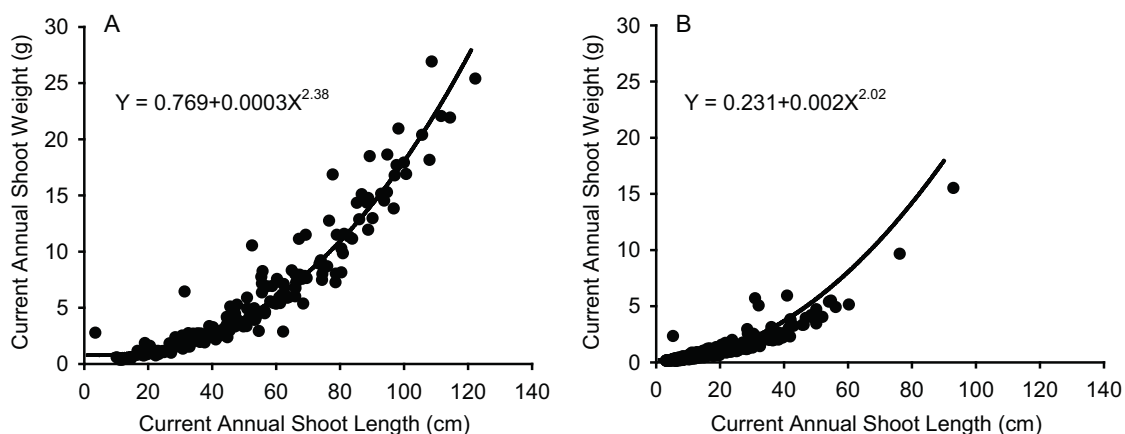 A
Current Annual Shoot Weight (g)
30
25
20
15
10
5
0
Y = 0.769+0.0003X^2.38
0 20 40 60 80 100 120 140
Current Annual Shoot Length (cm)
B
Current Annual Shoot Weight (g)
30
25
20
15
10
5
0
Y = 0.231+0.002X^2.02
0 20 40 60 80 100 120 140
Current Annual Shoot Length (cm)